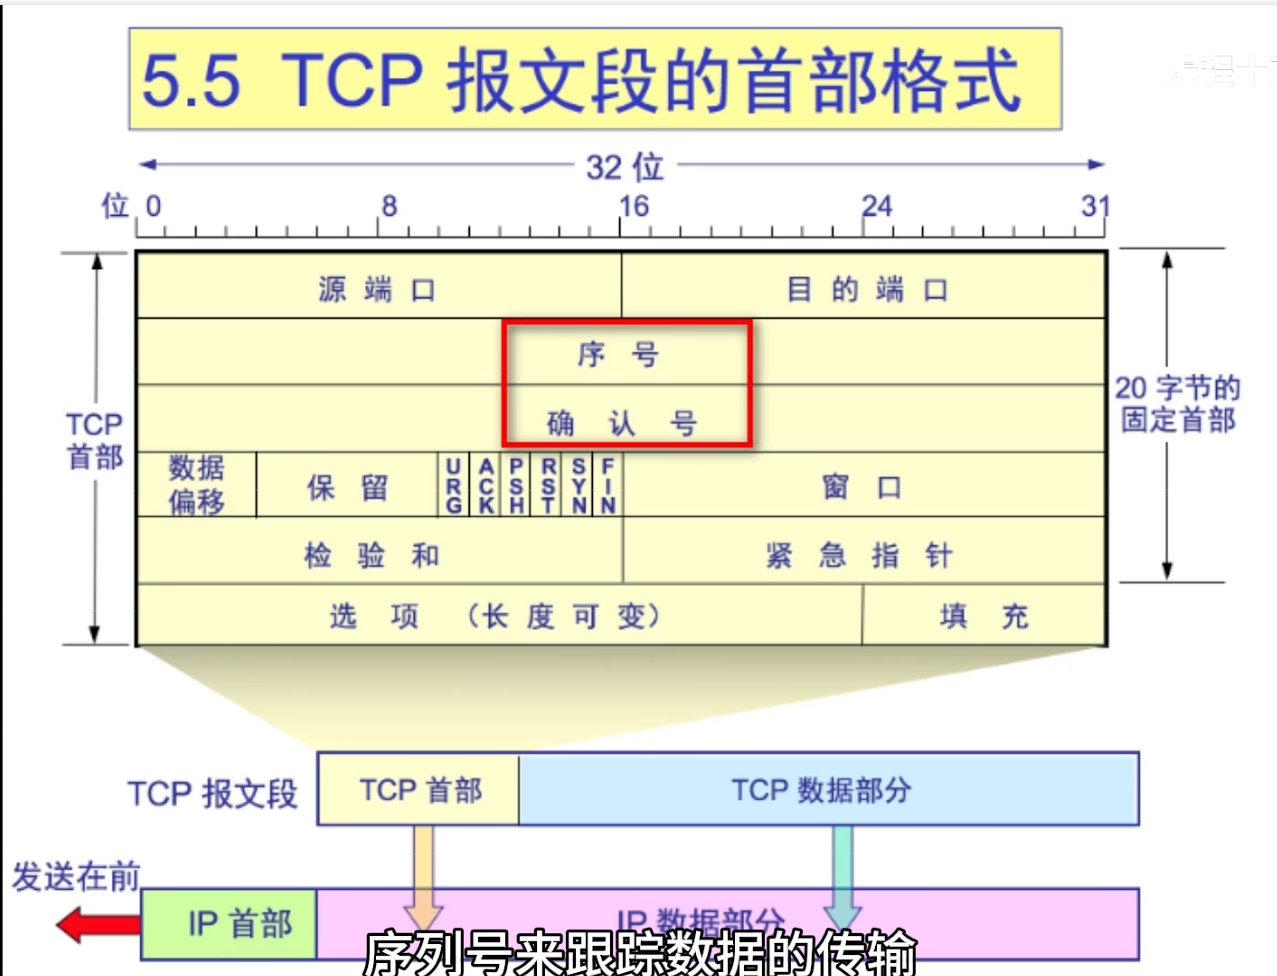 5.5 TCP 报文段的首部格式
32 位
位 0 8 16 24 31
源端口 目的端口
序号
确认号
TCP
首部
20 字节的
固定首部
数据
偏移
保留
URG
ACK
PSH
RST
SYN
FIN
窗口
检验和 紧急指针
选项 (长度可变) 填充
TCP 报文段 TCP 首部 TCP 数据部分
发送在前
IP 首部 IP 数据部分
序列号来跟踪数据的传输